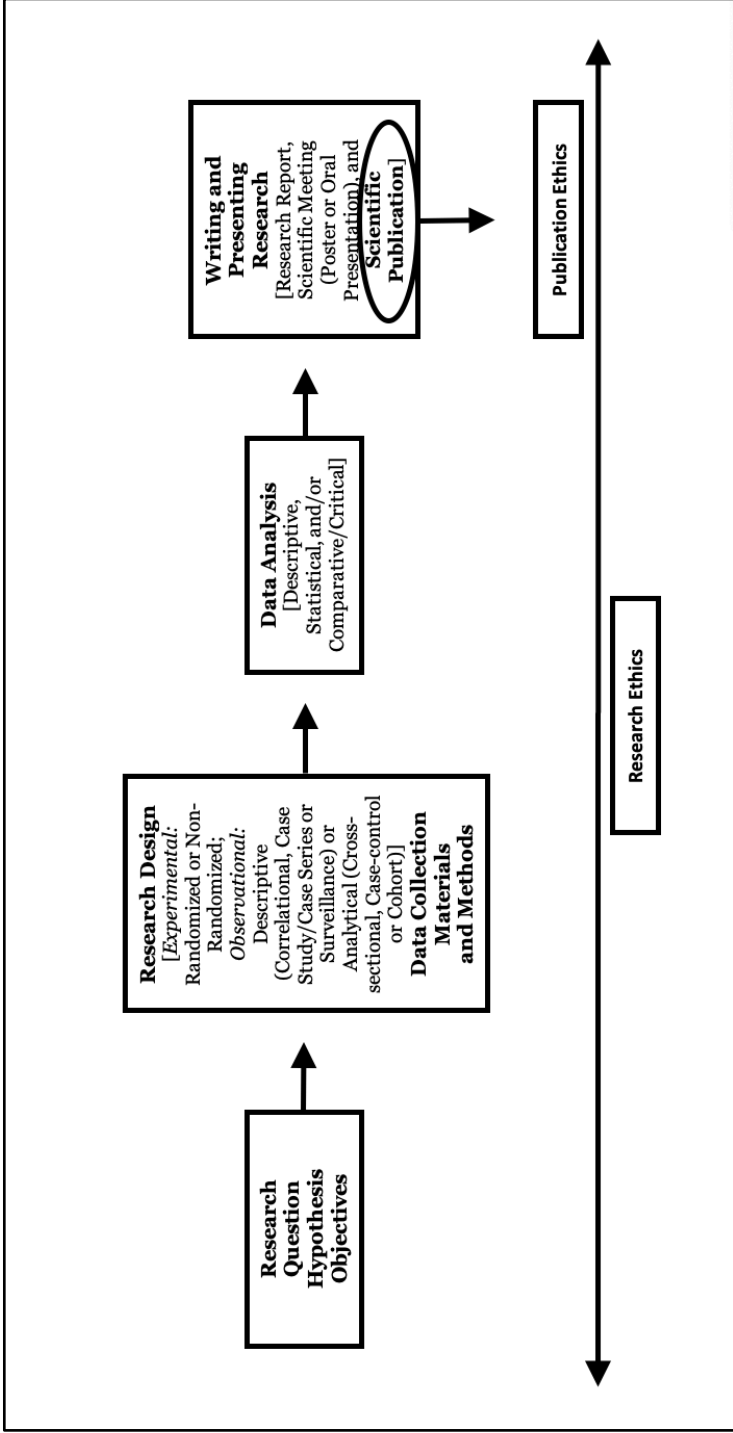 Research
Question
Hypothesis
Objectives
Research Design
[Experimental:
Randomized or Non-
Randomized;
Observational:
Descriptive
(Correlational, Case
Study/Case Series or
Surveillance) or
Analytical (Cross-
sectional, Case-control
or Cohort)]
Data Collection
Materials
and Methods
Data Analysis
[Descriptive,
Statistical, and/or
Comparative/Critical]
Writing and
Presenting
Research
[Research Report,
Scientific Meeting
(Poster or Oral
Presentation), and
Scientific
Publication]
Publication Ethics
Research Ethics